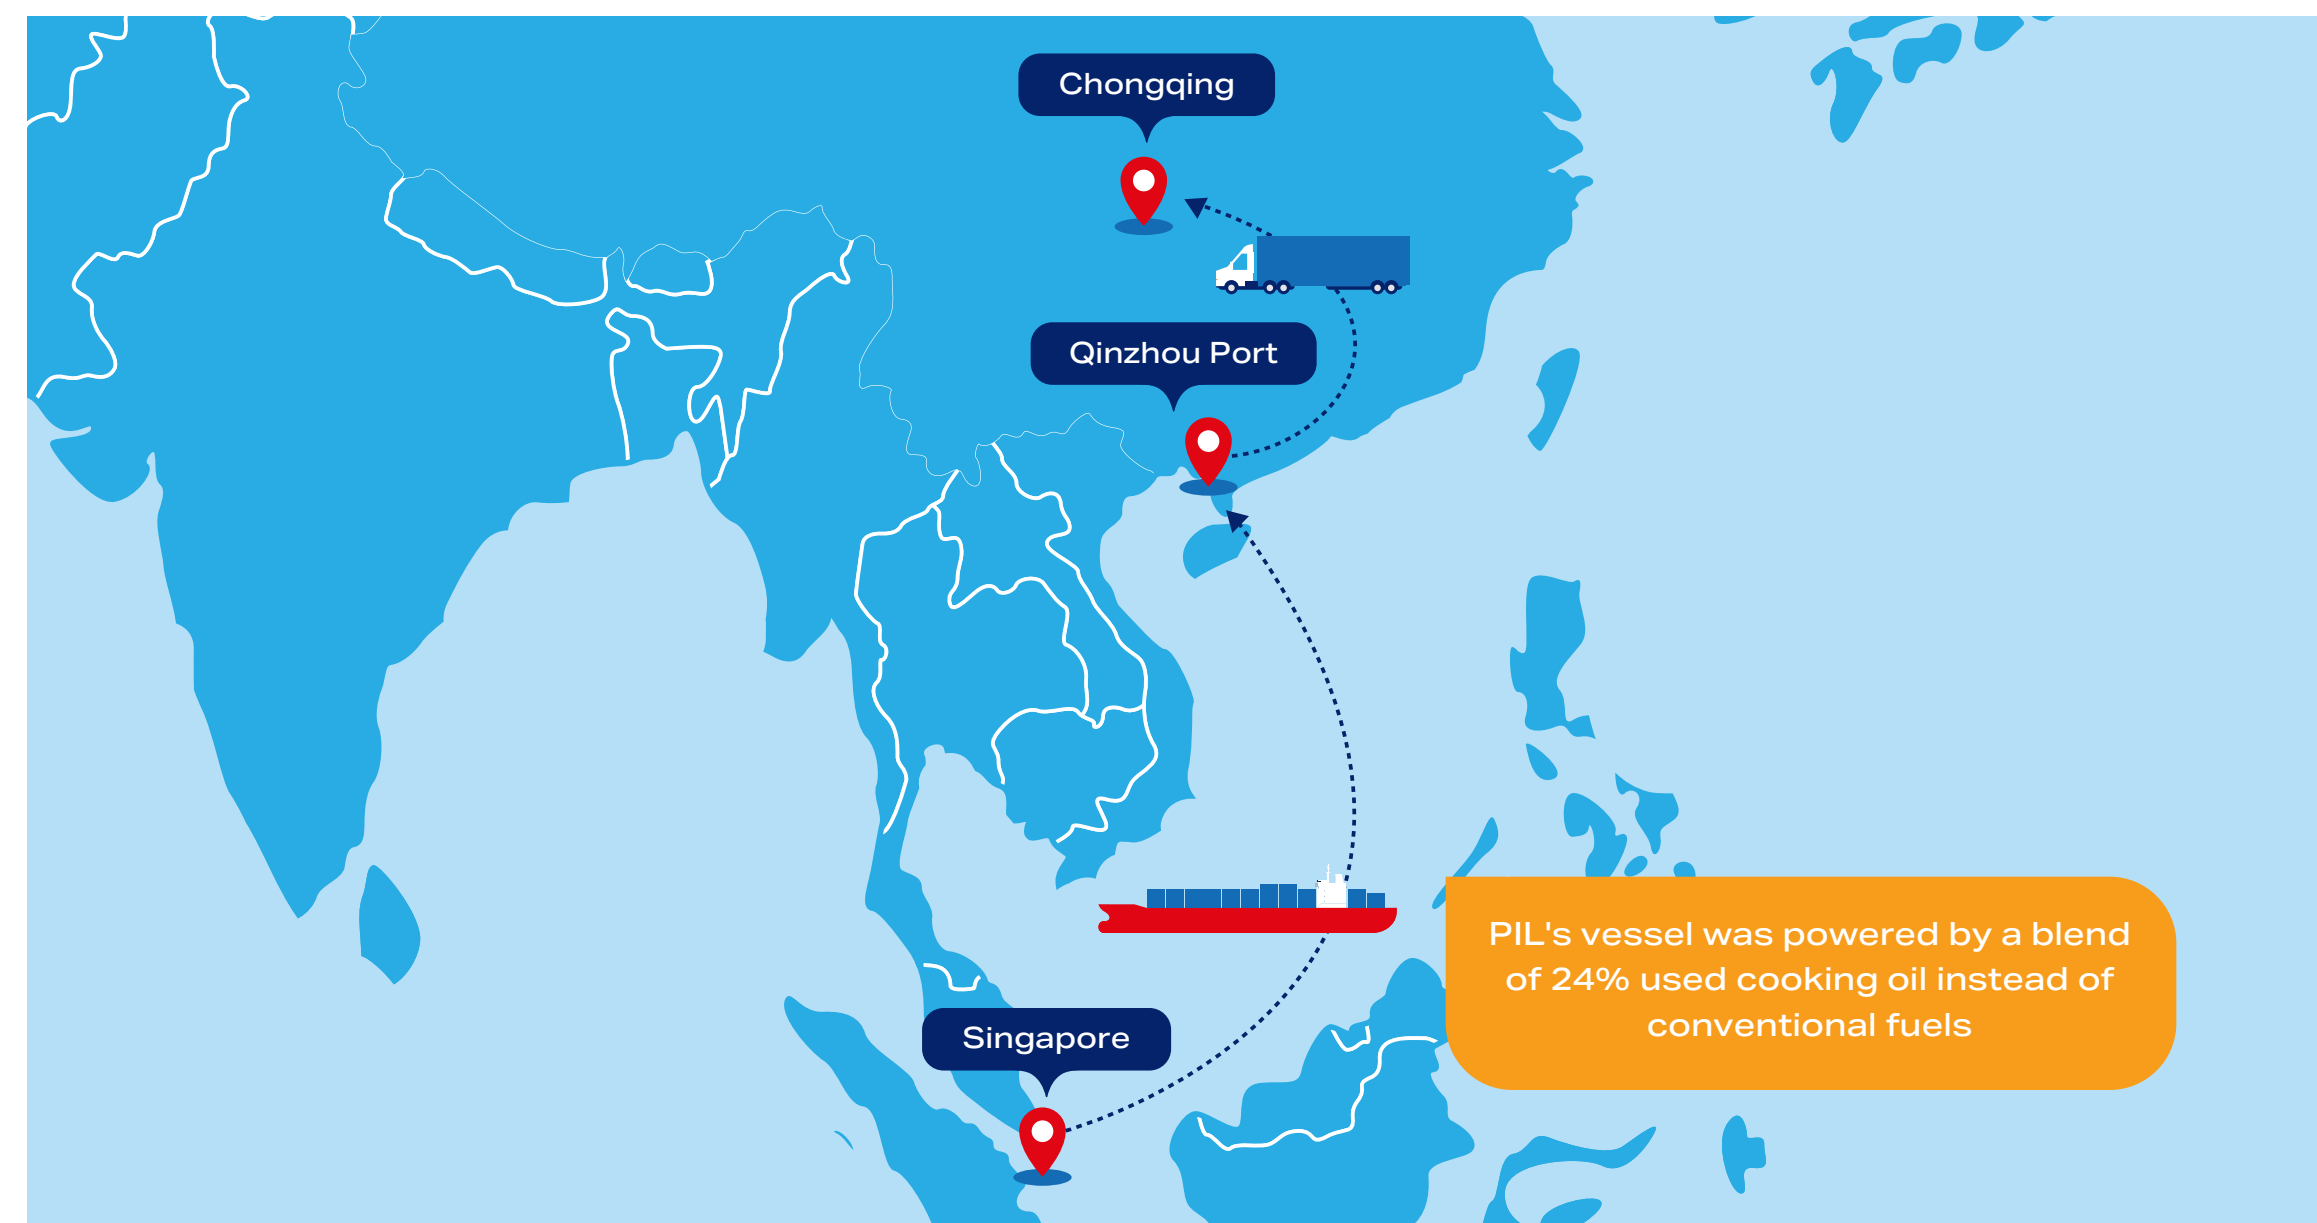 Chongqing
Qinzhou Port
Singapore
PIL's vessel was powered by a blend
of 24% used cooking oil instead of
conventional fuels